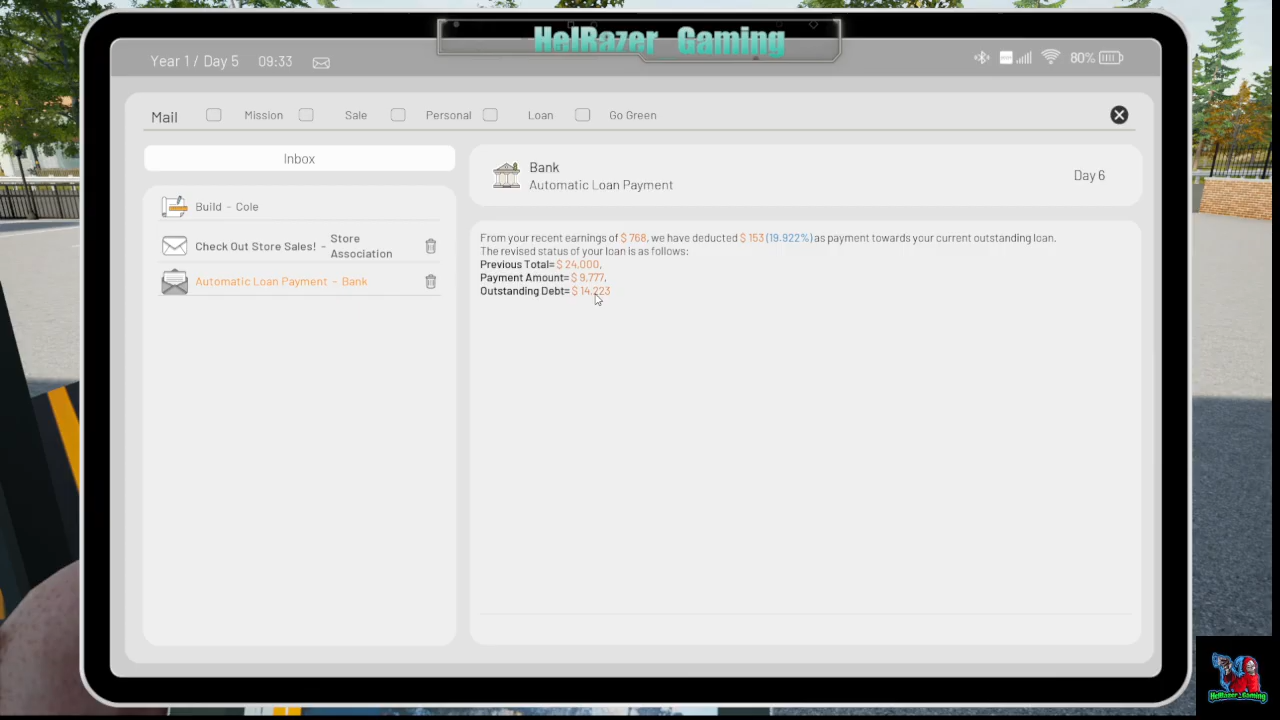 HelRazer Gaming
Year 1 / Day 5 09:33
80%
Mail Mission Sale Personal Loan Go Green
Inbox
Build - Cole
Check Out Store Sales! - Store Association
Automatic Loan Payment - Bank
Bank
Automatic Loan Payment
Day 6
From your recent earnings of $ 768, we have deducted $ 153 (19.922%) as payment towards your current outstanding loan.
The revised status of your loan is as follows:
Previous Total= $ 24.000,
Payment Amount= $ 9.777,
Outstanding Debt= $ 14.223
HelRazer_Gaming